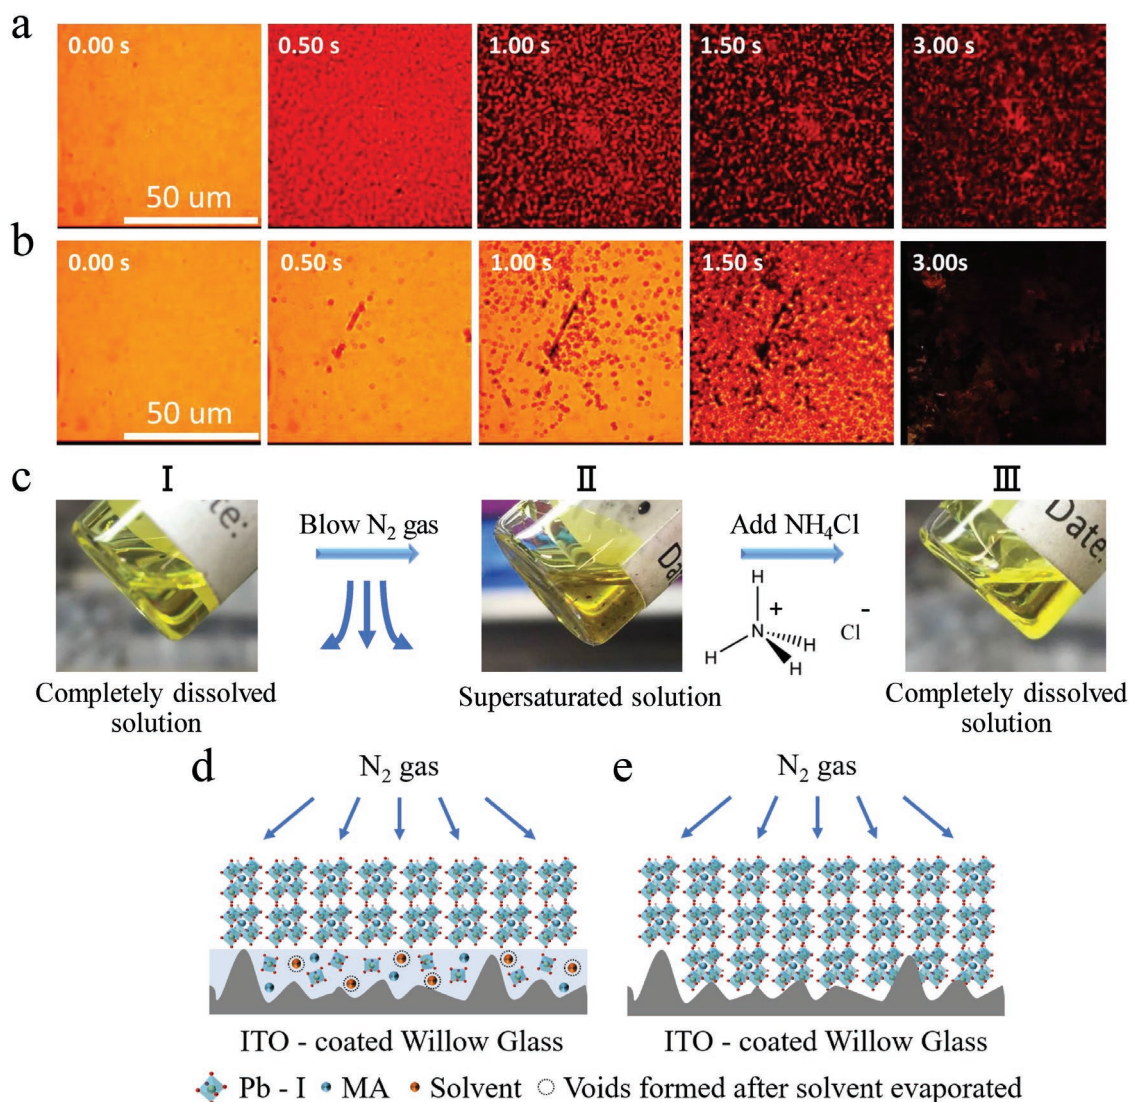 a
0.00 s
0.50 s
1.00 s
1.50 s
3.00 s
50 um
b
0.00 s
0.50 s
1.00 s
1.50 s
3.00s
50 um
c
I
II
III
te:
Blow N₂ gas
Da
Add NH₄Cl
Date:
H
+
N
H
H
H
Cl
-
Completely dissolved
solution
Supersaturated solution
Completely dissolved
solution
d
N₂ gas
e
N₂ gas
ITO - coated Willow Glass
ITO - coated Willow Glass
Pb - I MA Solvent Voids formed after solvent evaporated